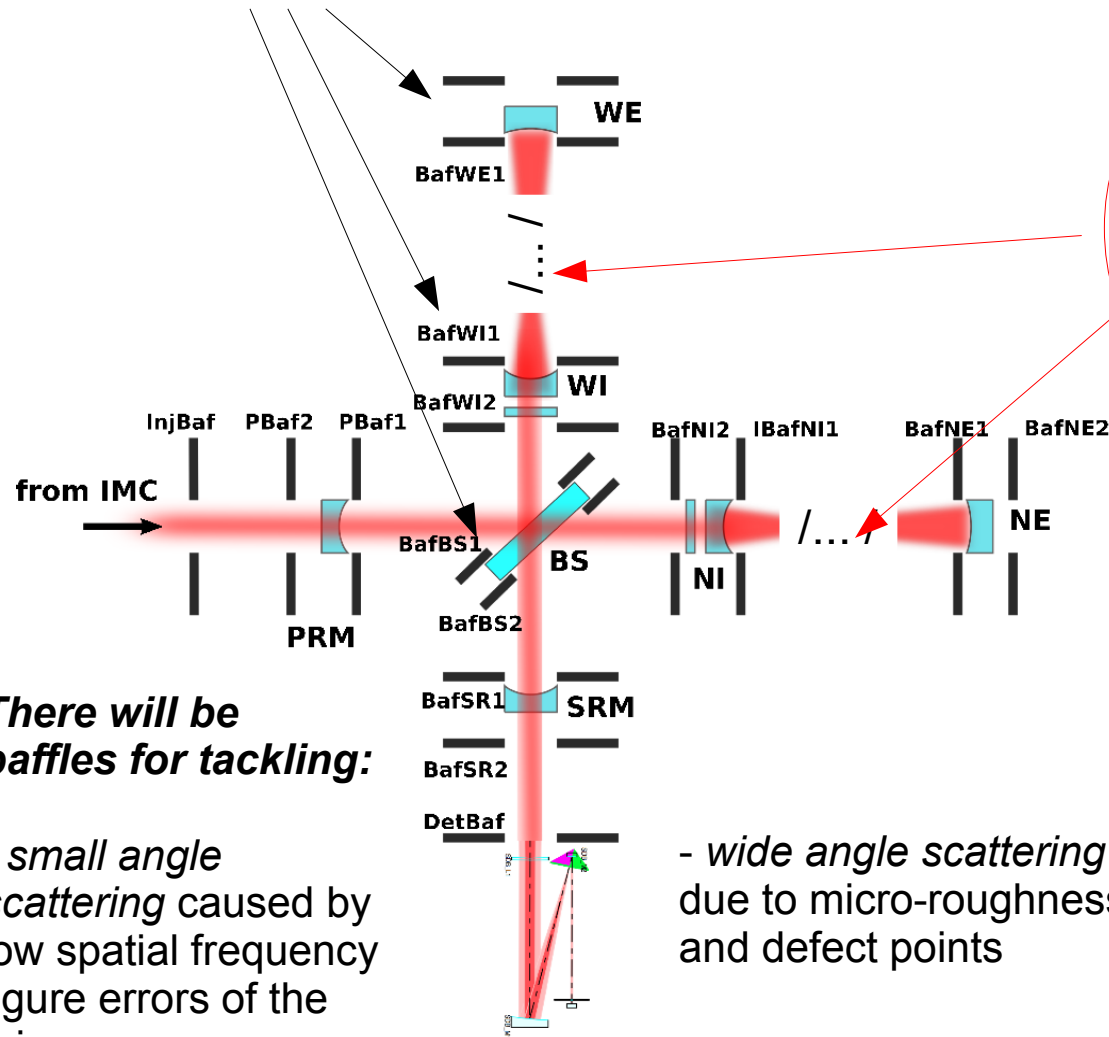 WE
BafWE1
/... /
BafWI1
WI
BafWI2
InjBaf PBaf2 PBaf1
BafNI2 IBafNI1 BafNE1 BafNE2
from IMC
/... /
NE
BafBS1
BS
NI
BafBS2
PRM
BafSR1 SRM
There will be
baffles for tackling:
BafSR2
DetBaf
small angle
scattering caused by
low spatial frequency
figure errors of the
- wide angle scattering
due to micro-roughness
and defect points